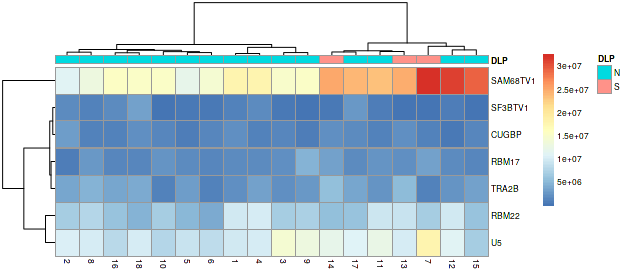 DLP
SAM68TV1
SF3BTV1
CUGBP
RBM17
TRA2B
RBM22
U5
2 8 16 18 10 5 6 1 4 3 9 14 17 11 13 7 12 15
3e+07
2.5e+07
2e+07
1.5e+07
1e+07
5e+06
DLP
N
S